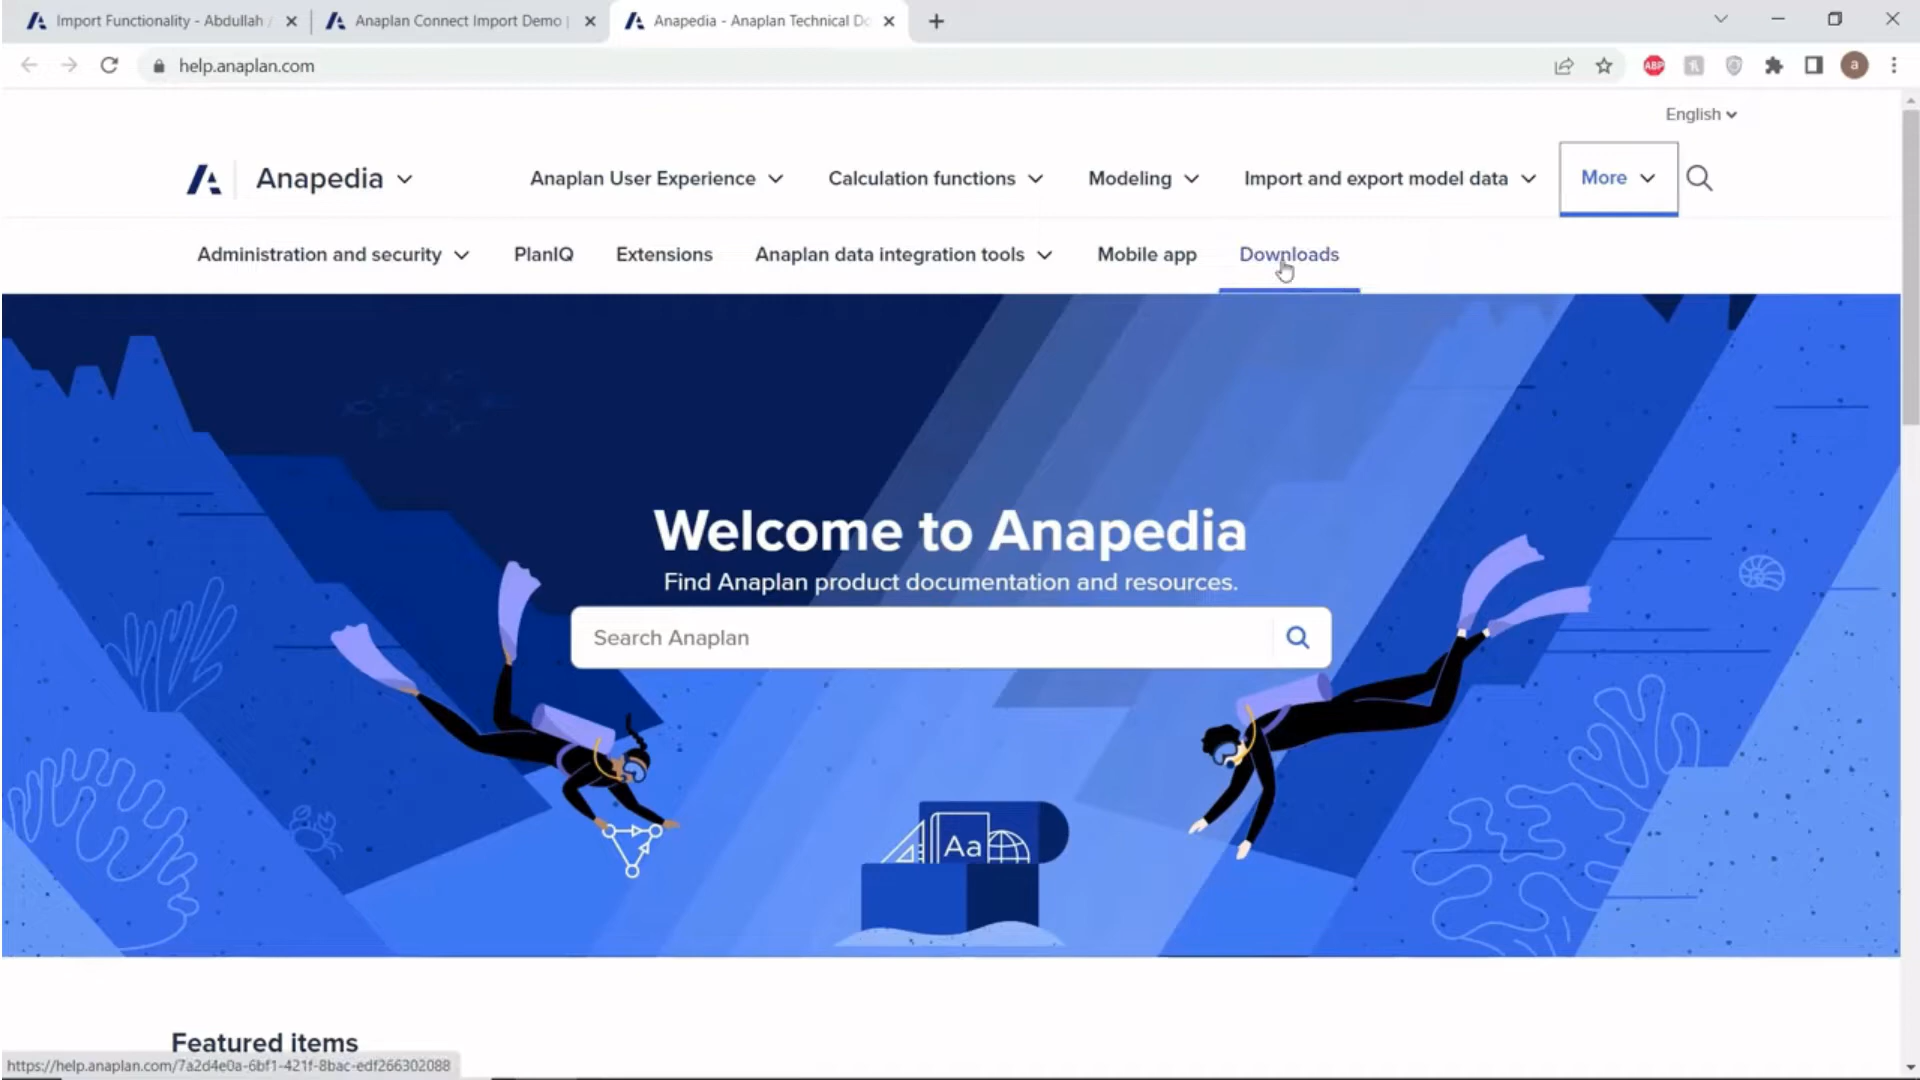 Import Functionality - Abdullah
Anaplan Connect Import Demo |
Anapedia - Anaplan Technical Do
help.anaplan.com
ABP
a
English
Anapedia
Anaplan User Experience
Calculation functions
Modeling
Import and export model data
More
Administration and security
PlanIQ
Extensions
Anaplan data integration tools
Mobile app
Downloads
Welcome to Anapedia
Find Anaplan product documentation and resources.
Search Anaplan
Aa
Featured items
https://help.anaplan.com/7a2d4e0a-6bf1-421f-8bac-edf266302088